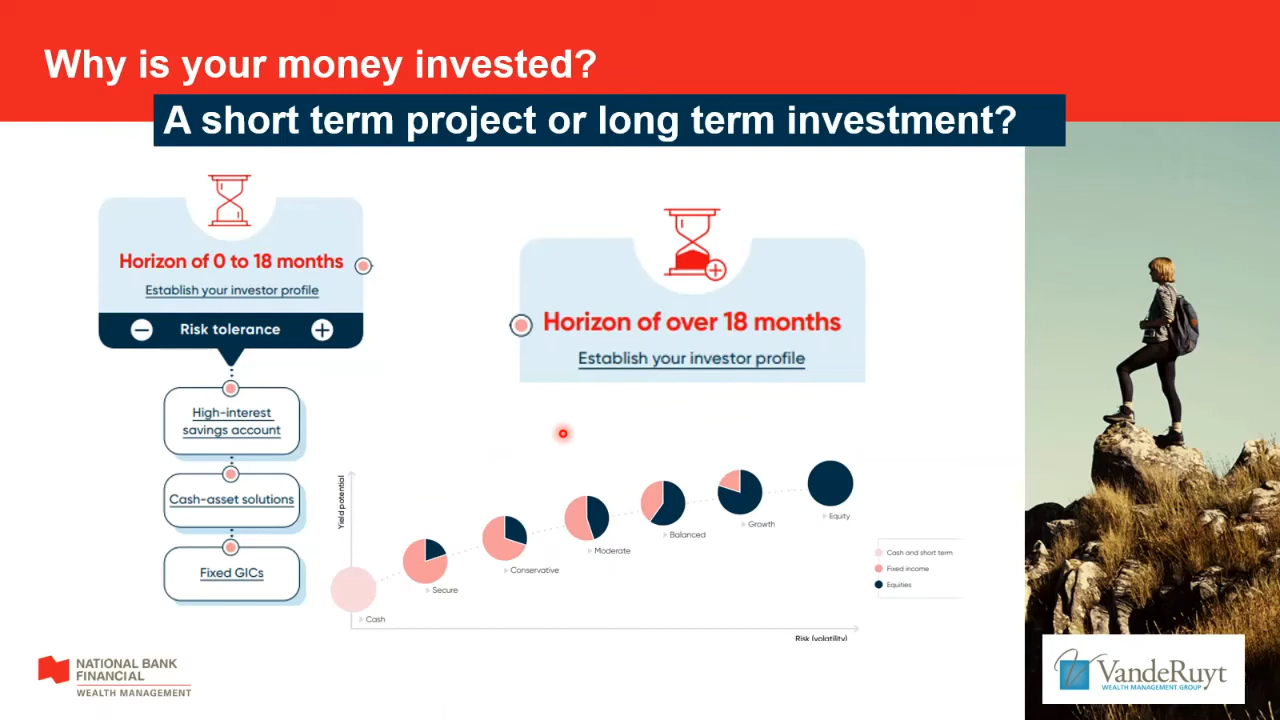 Why is your money invested?
A short term project or long term investment?
Horizon of 0 to 18 months
Establish your investor profile
Risk tolerance
High-interest
savings account
Cash-asset solutions
Fixed GICs
Horizon of over 18 months
Establish your investor profile
Yield potential
Cash
Secure
Conservative
Moderate
Balanced
Growth
Equity
Risk (volatility)
Cash and short term
Fixed income
Equities
NATIONAL BANK
FINANCIAL
WEALTH MANAGEMENT
VandeRuyt
WEALTH MANAGEMENT GROUP